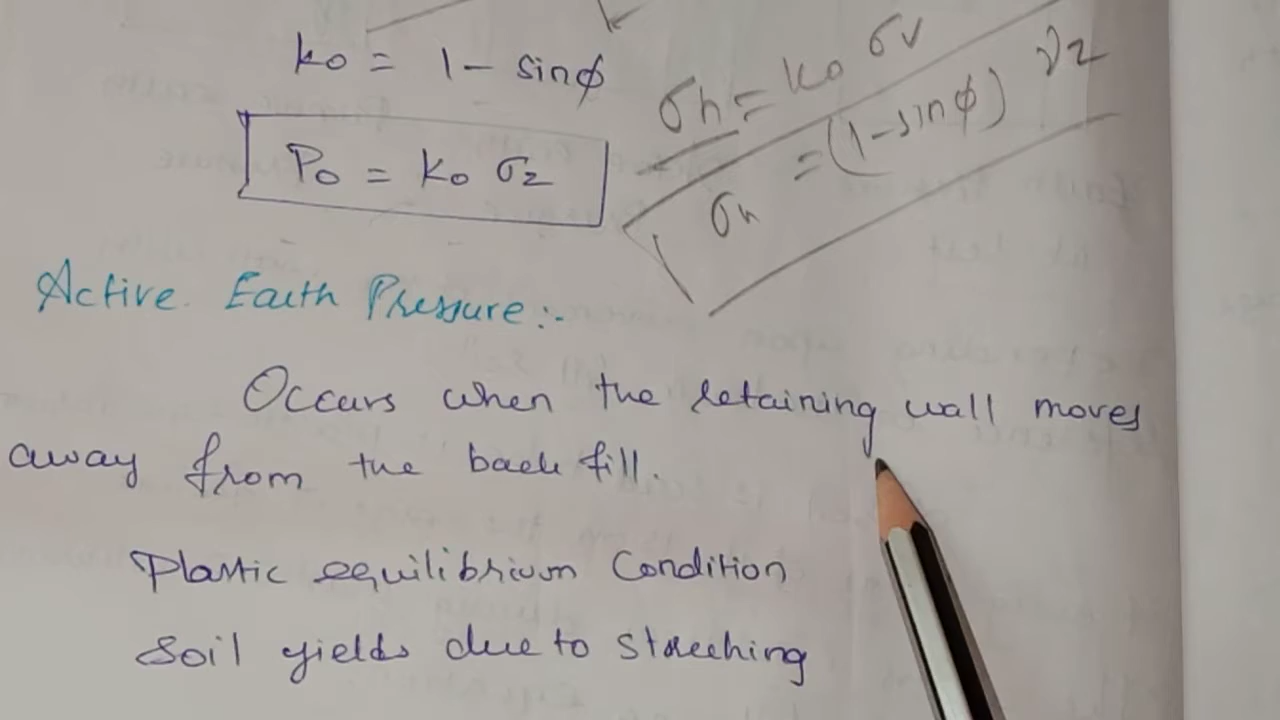 k₀ = 1 - sinϕ
P₀ = k₀ σz
σh = k₀ σv
= (1 - sinϕ) γz
σh
Active Earth Pressure:-
Occurs when the retaining wall moves
away from the back fill.
Plastic equilibrium Condition
Soil yields due to stretching